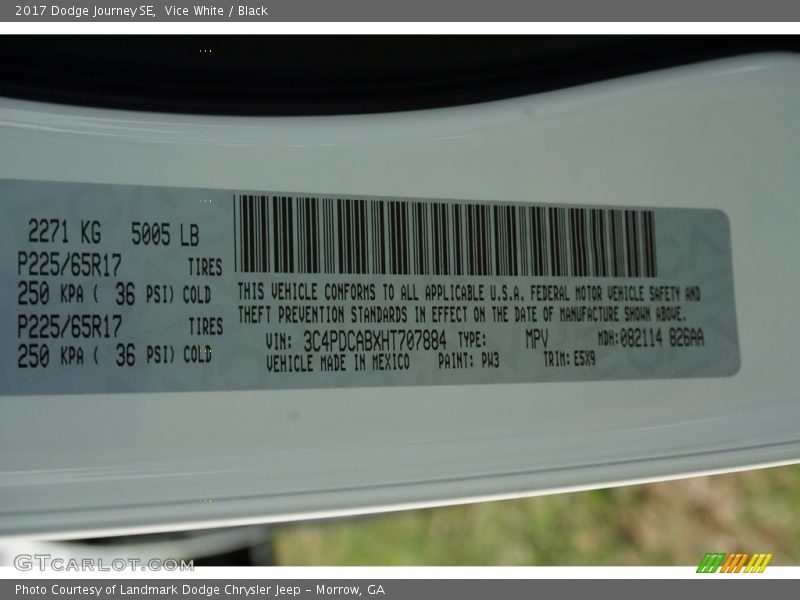 2017 Dodge Journey SE, Vice White / Black
2271 KG 5005 LB
P225/65R17 TIRES
250 KPA ( 36 PSI) COLD
P225/65R17 TIRES
250 KPA ( 36 PSI) COLD
THIS VEHICLE CONFORMS TO ALL APPLICABLE U.S.A. FEDERAL MOTOR VEHICLE SAFETY AND
THEFT PREVENTION STANDARDS IN EFFECT ON THE DATE OF MANUFACTURE SHOWN ABOVE.
VIN: 3C4PDCABXHT707884 TYPE: MPV MDH:082114 826AA
VEHICLE MADE IN MEXICO PAINT: PW3 TRIM: E5X9
GTCARLOT.COM
Photo Courtesy of Landmark Dodge Chrysler Jeep – Morrow, GA